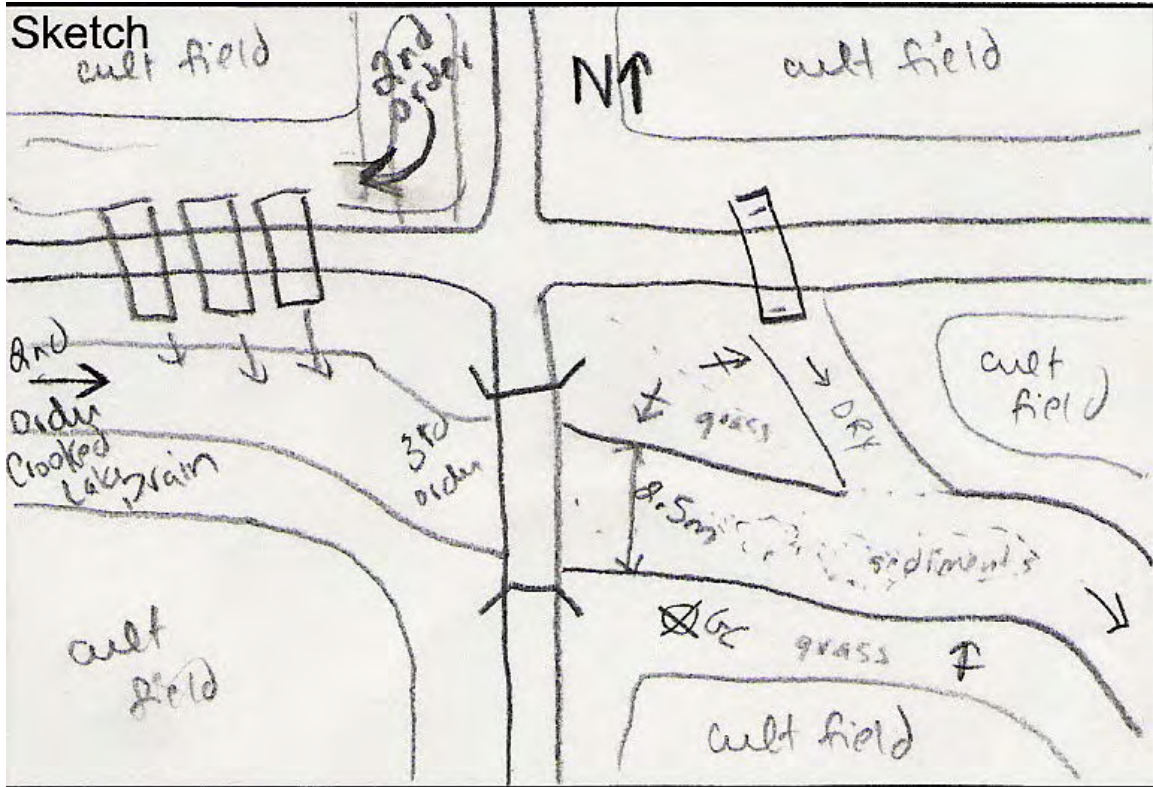 Sketch
cult field
2nd
order
N
cult field
2nd
order
Crooked
Lake Drain
3rd
order
grass
DRY
cult
field
8.5m
sediments
GC
grass
cult
field
cult field